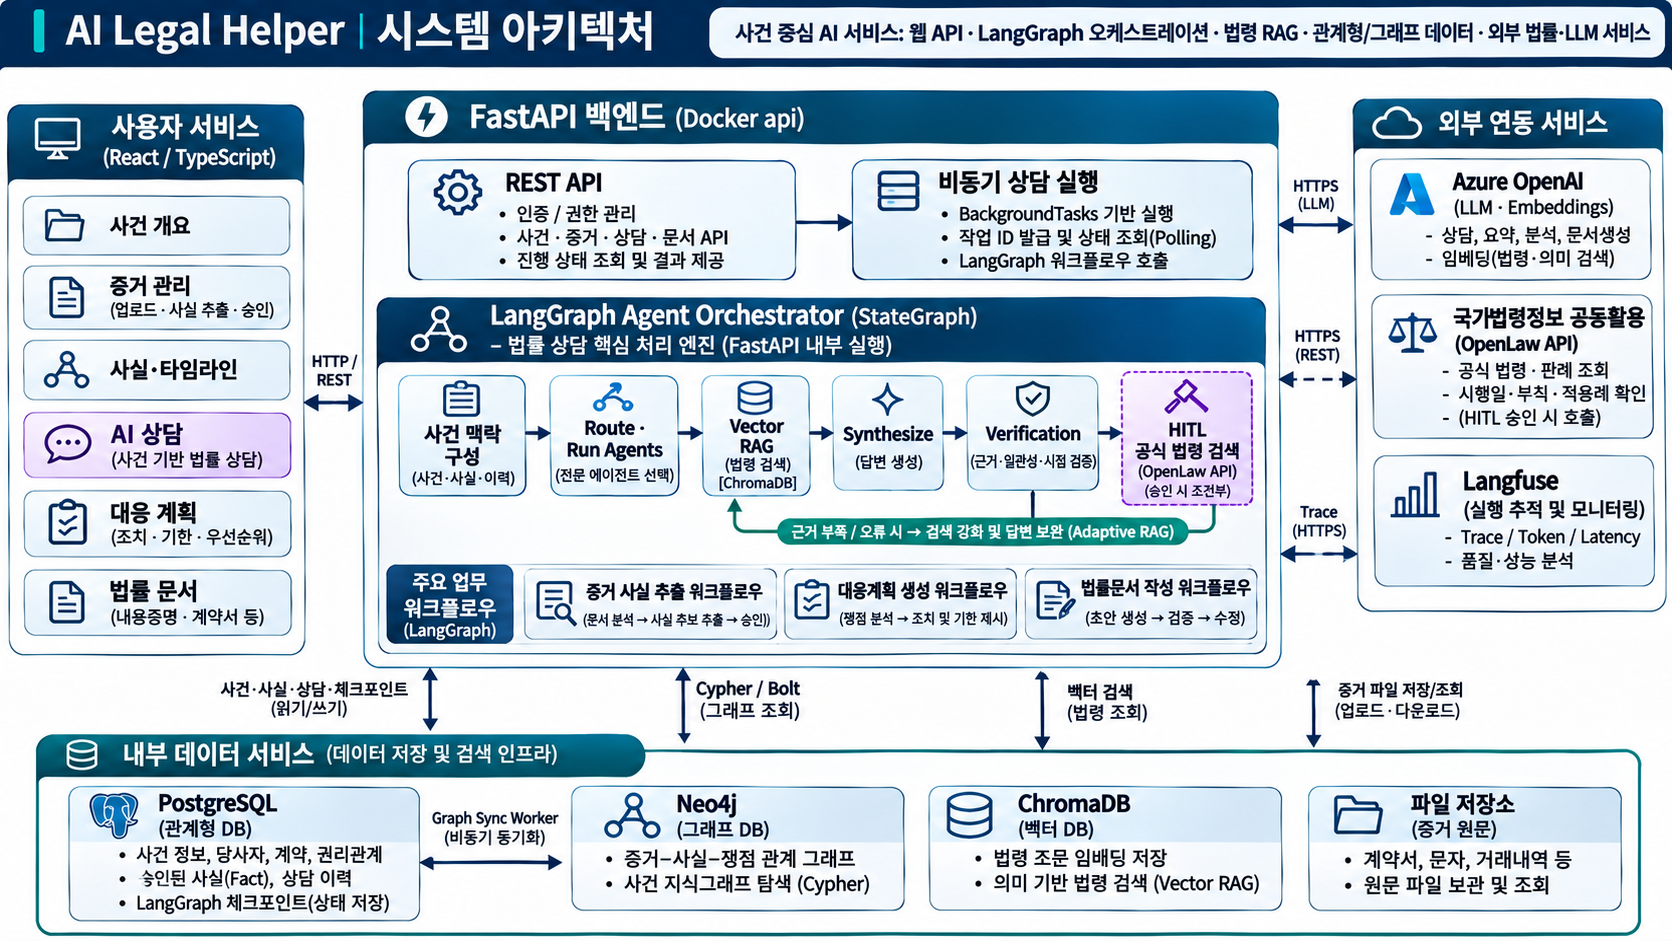 AI Legal Helper | 시스템 아키텍처
사건 중심 AI 서비스: 웹 API · LangGraph 오케스트레이션 · 법령 RAG · 관계형/그래프 데이터 · 외부 법률·LLM 서비스
사용자 서비스
(React / TypeScript)
사건 개요
증거 관리
(업로드 · 사실 추출 · 승인)
사실·타임라인
AI 상담
(사건 기반 법률 상담)
대응 계획
(조치 · 기한 · 우선순위)
법률 문서
(내용증명 · 계약서 등)
HTTP /
REST
FastAPI 백엔드 (Docker api)
REST API
• 인증 / 권한 관리
• 사건 · 증거 · 상담 · 문서 API
• 진행 상태 조회 및 결과 제공
비동기 상담 실행
• BackgroundTasks 기반 실행
• 작업 ID 발급 및 상태 조회(Polling)
• LangGraph 워크플로우 호출
LangGraph Agent Orchestrator (StateGraph)
– 법률 상담 핵심 처리 엔진 (FastAPI 내부 실행)
사건 맥락
구성
(사건·사실·이력)
Route ·
Run Agents
(전문 에이전트 선택)
Vector
RAG
(법령 검색)
[ChromaDB]
Synthesize
(답변 생성)
Verification
(근거·일관성·시점 검증)
HITL
공식 법령 검색
(OpenLaw API)
(승인 시 조건부)
근거 부족 / 오류 시 → 검색 강화 및 답변 보완 (Adaptive RAG)
주요 업무
워크플로우
(LangGraph)
증거 사실 추출 워크플로우
(문서 분석 → 사실 추보 추출 → 승인))
대응계획 생성 워크플로우
(쟁점 분석 → 조치 및 기한 제시)
법률문서 작성 워크플로우
(초안 생성 → 검증 → 수정)
HTTPS
(LLM)
HTTPS
(REST)
Trace
(HTTPS)
외부 연동 서비스
Azure OpenAI
(LLM · Embeddings)
- 상담, 요약, 분석, 문서생성
- 임베딩(법령·의미 검색)
국가법령정보 공동활용
(OpenLaw API)
- 공식 법령 · 판례 조회
- 시행일·부칙·적용례 확인
- (HITL 승인 시 호출)
Langfuse
(실행 추적 및 모니터링)
- Trace / Token / Latency
- 품질·성능 분석
사건·사실·상담·체크포인트
(읽기/쓰기)
Cypher / Bolt
(그래프 조회)
벡터 검색
(법령 조회)
증거 파일 저장/조회
(업로드 · 다운로드)
내부 데이터 서비스 (데이터 저장 및 검색 인프라)
PostgreSQL
(관계형 DB)
• 사건 정보, 당사자, 계약, 권리관계
• 승인된 사실(Fact), 상담 이력
• LangGraph 체크포인트(상태 저장)
Graph Sync Worker
(비동기 동기화)
Neo4j
(그래프 DB)
• 증거–사실–쟁점 관계 그래프
• 사건 지식그래프 탐색 (Cypher)
ChromaDB
(벡터 DB)
• 법령 조문 임배딩 저장
• 의미 기반 법령 검색 (Vector RAG)
파일 저장소
(증거 원문)
• 계약서, 문자, 거래내역 등
• 원문 파일 보관 및 조회